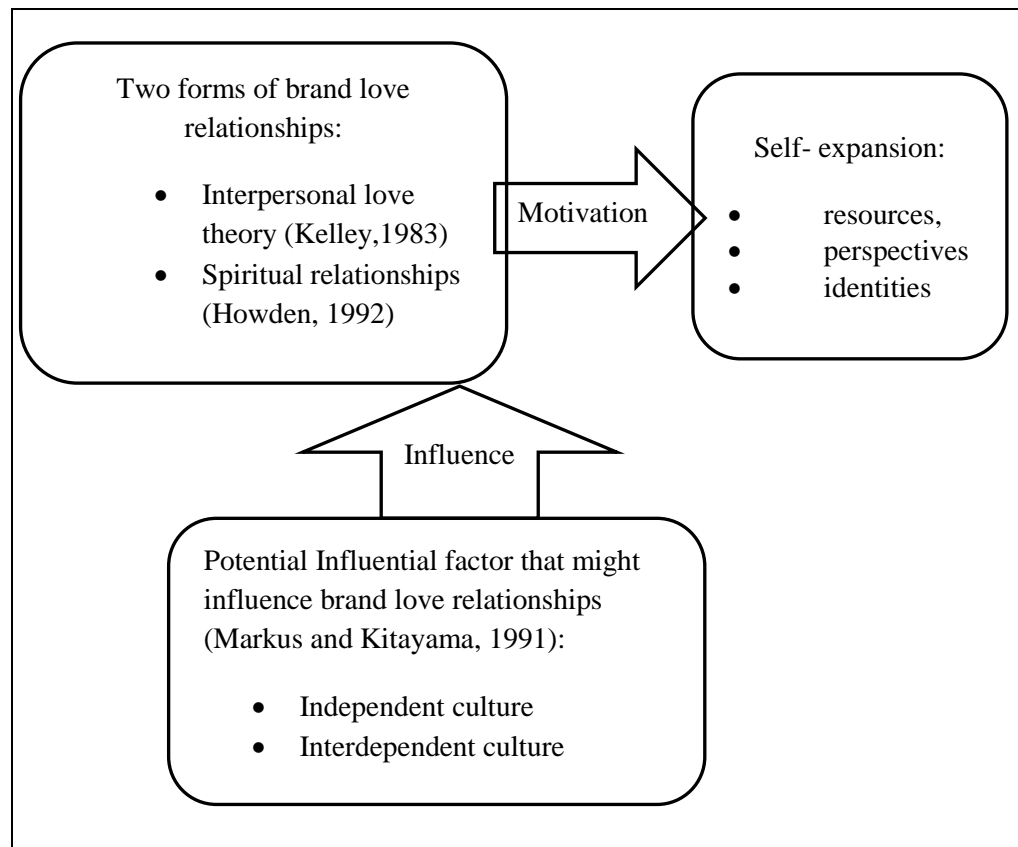 Two forms of brand love
relationships:
• Interpersonal love
theory (Kelley,1983)
• Spiritual relationships
(Howden, 1992)
Motivation
Self- expansion:
• resources,
• perspectives
• identities
Influence
Potential Influential factor that might
influence brand love relationships
(Markus and Kitayama, 1991):
• Independent culture
• Interdependent culture